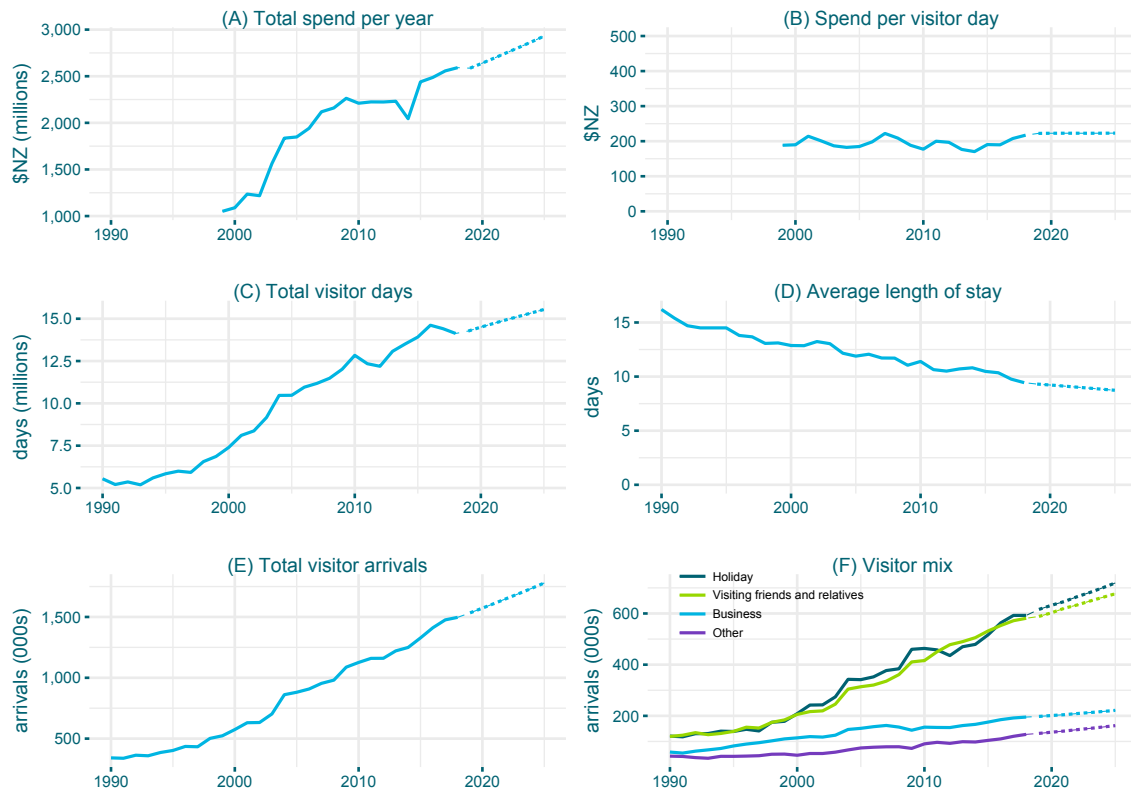 (A) Total spend per year
$NZ (millions)
3,000
2,500
2,000
1,500
1,000
1990 2000 2010 2020
(B) Spend per visitor day
$NZ
500
400
300
200
100
0
1990 2000 2010 2020
(C) Total visitor days
days (millions)
15.0
12.5
10.0
7.5
5.0
1990 2000 2010 2020
(D) Average length of stay
days
15
10
5
0
1990 2000 2010 2020
(E) Total visitor arrivals
arrivals (000s)
1,500
1,000
500
1990 2000 2010 2020
(F) Visitor mix
Holiday
Visiting friends and relatives
Business
Other
arrivals (000s)
600
400
200
1990 2000 2010 2020